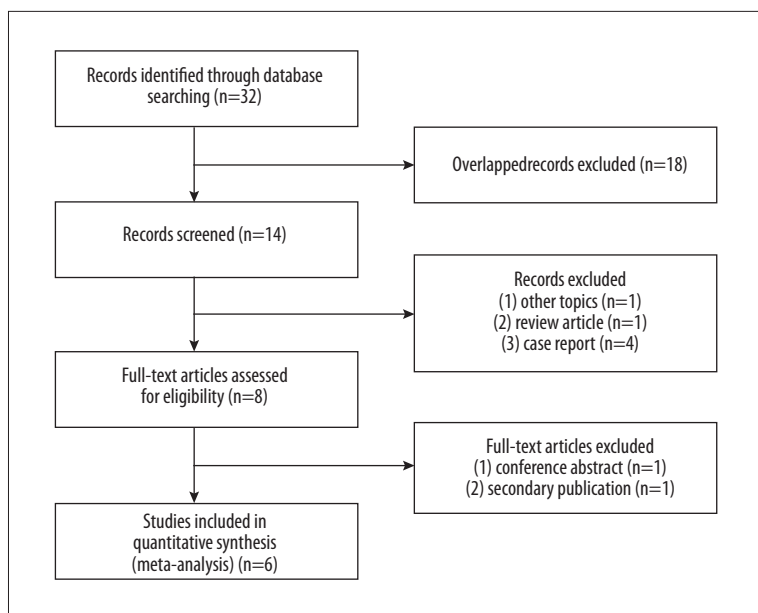 Records identified through database
searching (n=32)
Overlappedrecords excluded (n=18)
Records screened (n=14)
Records excluded
(1) other topics (n=1)
(2) review article (n=1)
(3) case report (n=4)
Full-text articles assessed
for eligibility (n=8)
Full-text articles excluded
(1) conference abstract (n=1)
(2) secondary publication (n=1)
Studies included in
quantitative synthesis
(meta-analysis) (n=6)